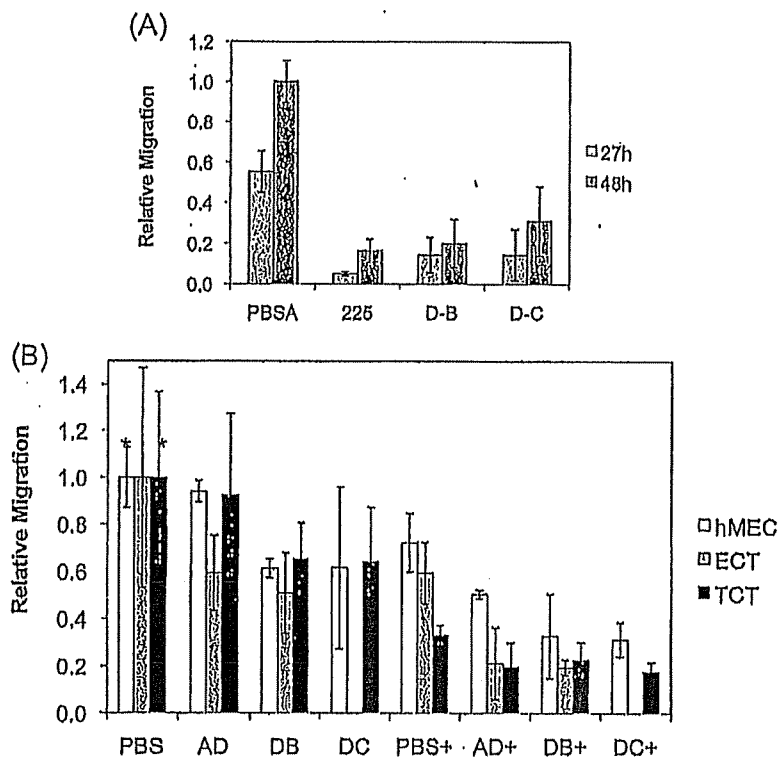 (A)
1.2
1.0
0.8
0.6
0.4
0.2
0.0
Relative Migration
PBSA 225 D-B D-C
27h
48h
(B)
1.4
1.2
1.0
0.8
0.6
0.4
0.2
0.0
Relative Migration
* *
PBS AD DB DC PBS+ AD+ DB+ DC+
hMEC
ECT
TCT